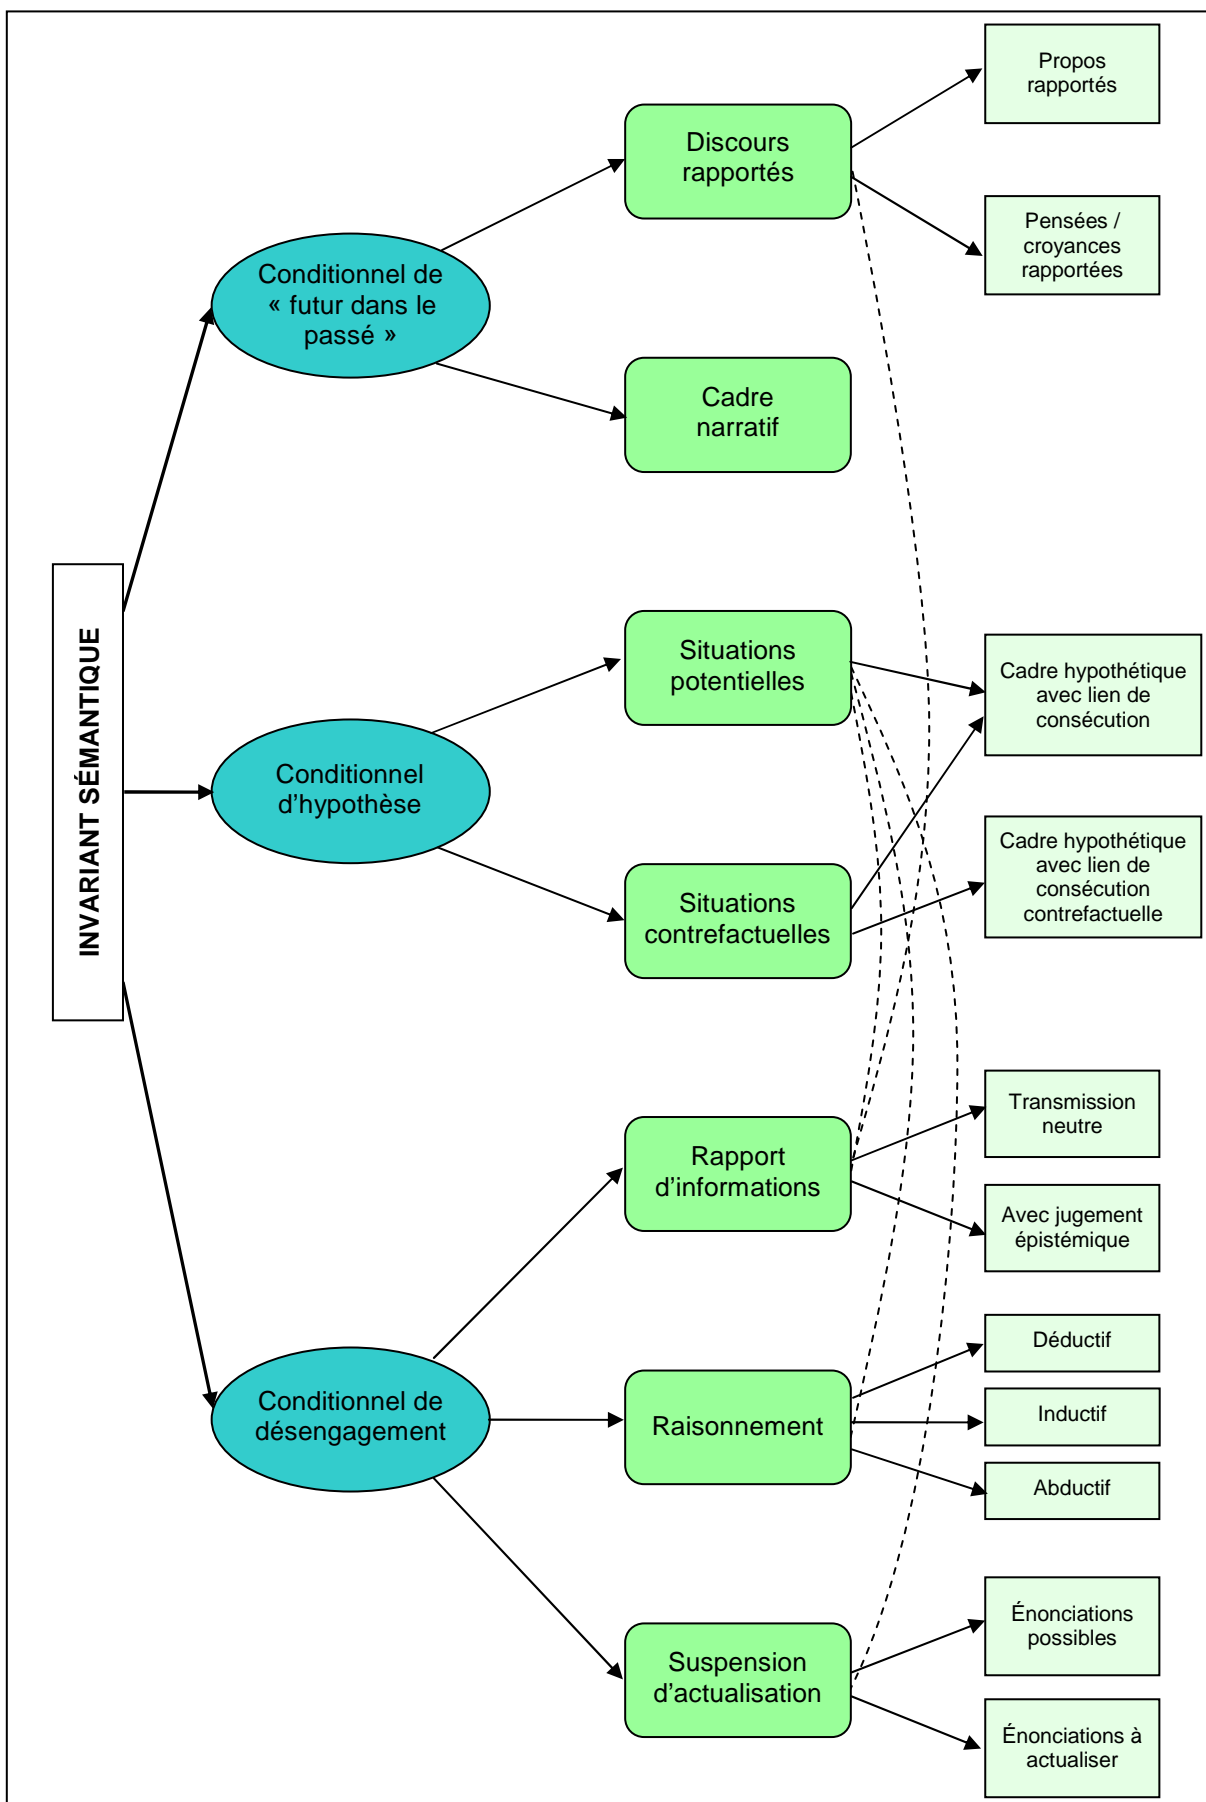 INVARIANT SÉMANTIQUE
Conditionnel de
« futur dans le
passé »
Discours
rapportés
Propos
rapportés
Pensées /
croyances
rapportées
Cadre
narratif
Conditionnel
d’hypothèse
Situations
potentielles
Cadre hypothétique
avec lien de
consécution
Situations
contrefactuelles
Cadre hypothétique
avec lien de
consécution
contrefactuelle
Conditionnel de
désengagement
Rapport
d’informations
Transmission
neutre
Avec jugement
épistémique
Raisonnement
Déductif
Inductif
Abductif
Suspension
d’actualisation
Énonciations
possibles
Énonciations à
actualiser